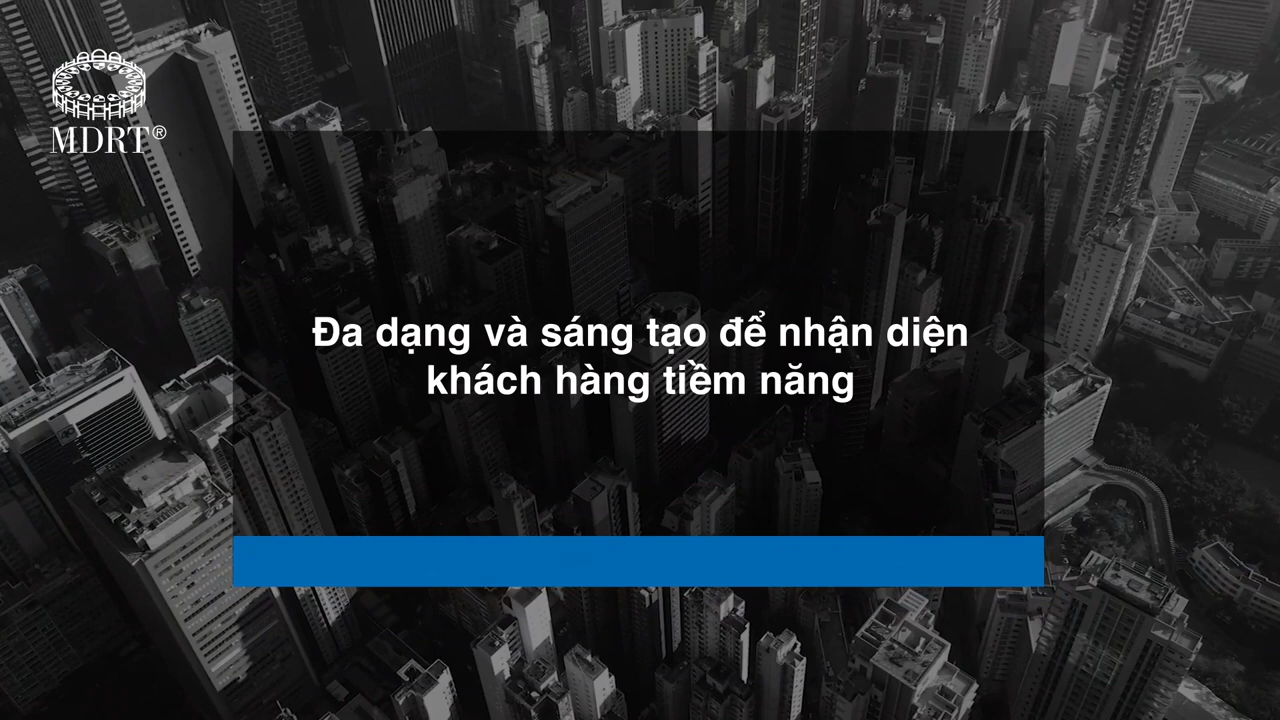 MDRT®
Đa dạng và sáng tạo để nhận diện
khách hàng tiềm năng